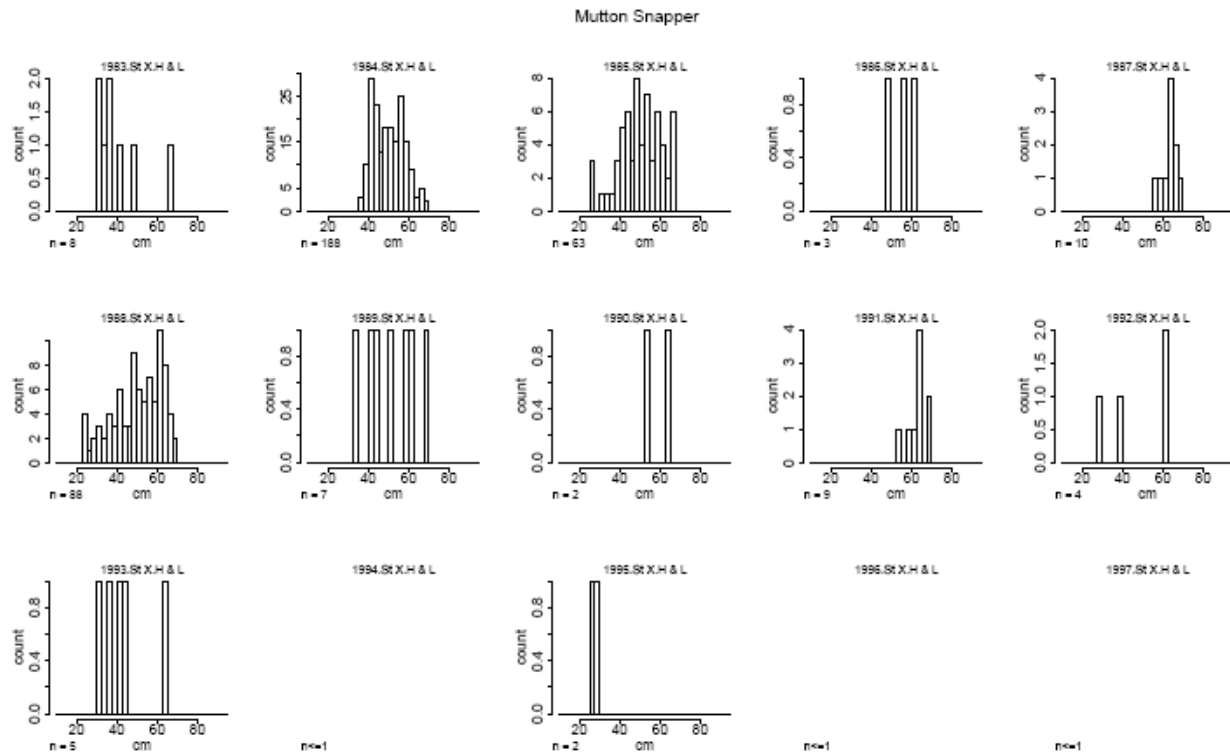 Mutton Snapper
1983.St X.H & L
1984.St X.H & L
1985.St X.H & L
1986.St X.H & L
1987.St X.H & L
count
0.0 0.5 1.0 1.5 2.0
20 40 60 80
cm
n = 8
count
0 5 15 25
20 40 60 80
cm
n = 188
count
0 2 4 6 8
20 40 60 80
cm
n = 63
count
0.0 0.4 0.8
20 40 60 80
cm
n = 3
count
0 1 2 3 4
20 40 60 80
cm
n = 10
1988.St X.H & L
1989.St X.H & L
1990.St X.H & L
1991.St X.H & L
1992.St X.H & L
count
0 2 4 6 8
20 40 60 80
cm
n = 88
count
0.0 0.4 0.8
20 40 60 80
cm
n = 7
count
0.0 0.4 0.8
20 40 60 80
cm
n = 2
count
0 1 2 3 4
20 40 60 80
cm
n = 9
count
0.0 0.5 1.0 1.5 2.0
20 40 60 80
cm
n = 4
1993.St X.H & L
1994.St X.H & L
1995.St X.H & L
1996.St X.H & L
1997.St X.H & L
count
0.0 0.4 0.8
20 40 60 80
cm
n = 5
n<=1
count
0.0 0.4 0.8
20 40 60 80
cm
n = 2
n<=1
n<=1